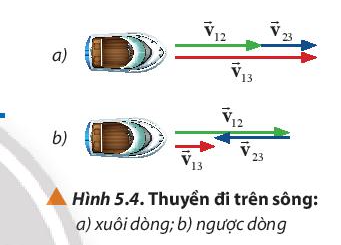 a) v⃗₁₂ v⃗₂₃
v⃗₁₃
b) v⃗₁₂
v⃗₁₃ v⃗₂₃
Hình 5.4. Thuyền đi trên sông:
a) xuôi dòng; b) ngược dòng